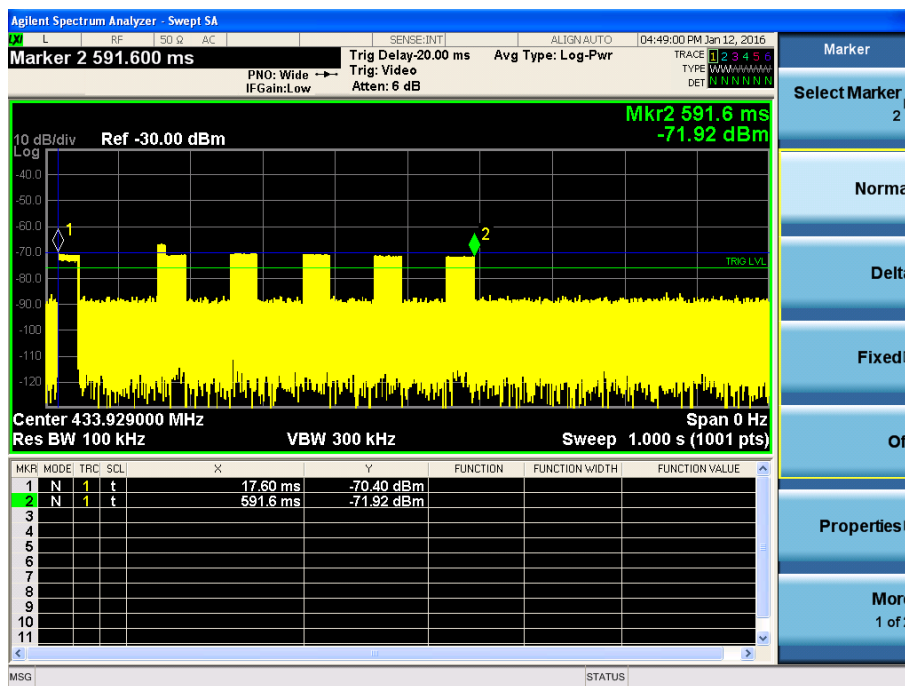 Agilent Spectrum Analyzer - Swept SA
LXI L RF 50 Ω AC SENSE:INT ALIGN AUTO 04:49:00 PM Jan 12, 2016
Marker 2 591.600 ms
PNO: Wide
IFGain:Low
Trig Delay-20.00 ms
Trig: Video
Atten: 6 dB
Avg Type: Log-Pwr
TRACE 1 2 3 4 5 6
TYPE WWWWWW
DET N N N N N N
Mkr2 591.6 ms
-71.92 dBm
10 dB/div Ref -30.00 dBm
Log
-40.0
-50.0
-60.0
-70.0
-80.0
-90.0
-100
-110
-120
1
2
TRIG LVL
Center 433.929000 MHz Span 0 Hz
Res BW 100 kHz VBW 300 kHz Sweep 1.000 s (1001 pts)
MKR MODE TRC SCL X Y FUNCTION FUNCTION WIDTH FUNCTION VALUE
1 N 1 t 17.60 ms -70.40 dBm
2 N 1 t 591.6 ms -71.92 dBm
3
4
5
6
7
8
9
10
11
MSG STATUS
Marker
Select Marker
2
Norma
Delt
Fixed
Of
Properties
Mor
1 of